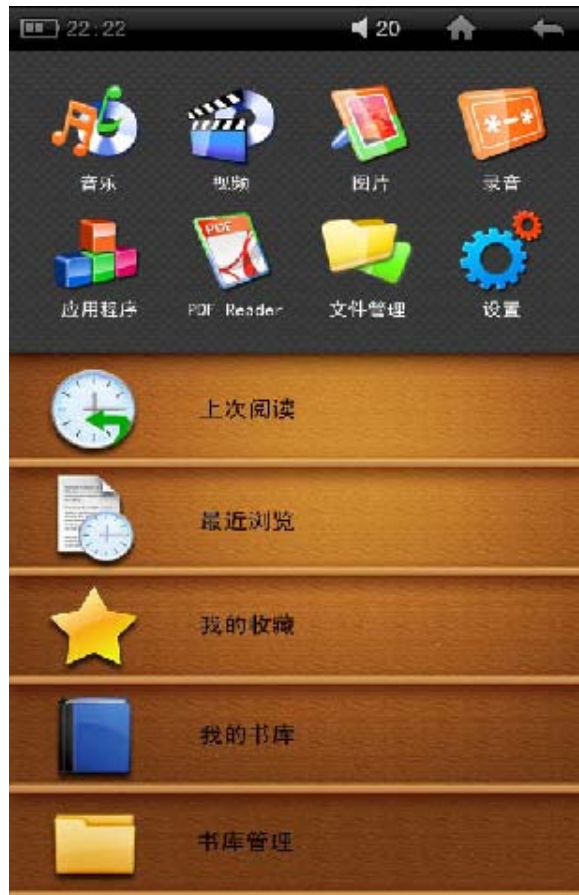 22:22 20
音乐 视频 图片 录音
PDF
应用程序 PDF Reader 文件管理 设置
上次阅读
最近浏览
我的收藏
我的书库
书库管理